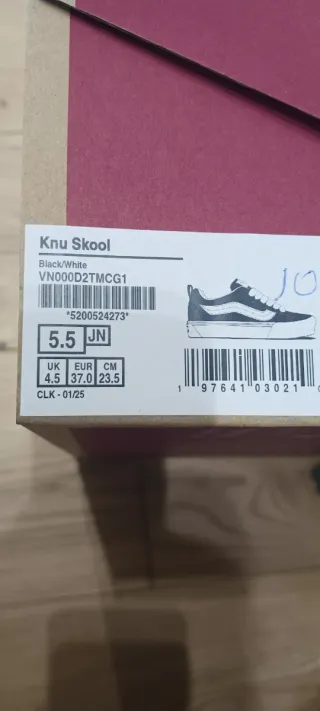 Knu Skool
Black/White
VN000D2TMCG1
*5200524273*
5.5 JN
UK EUR CM
4.5 37.0 23.5
CLK - 01/25
10
1 97641 03021